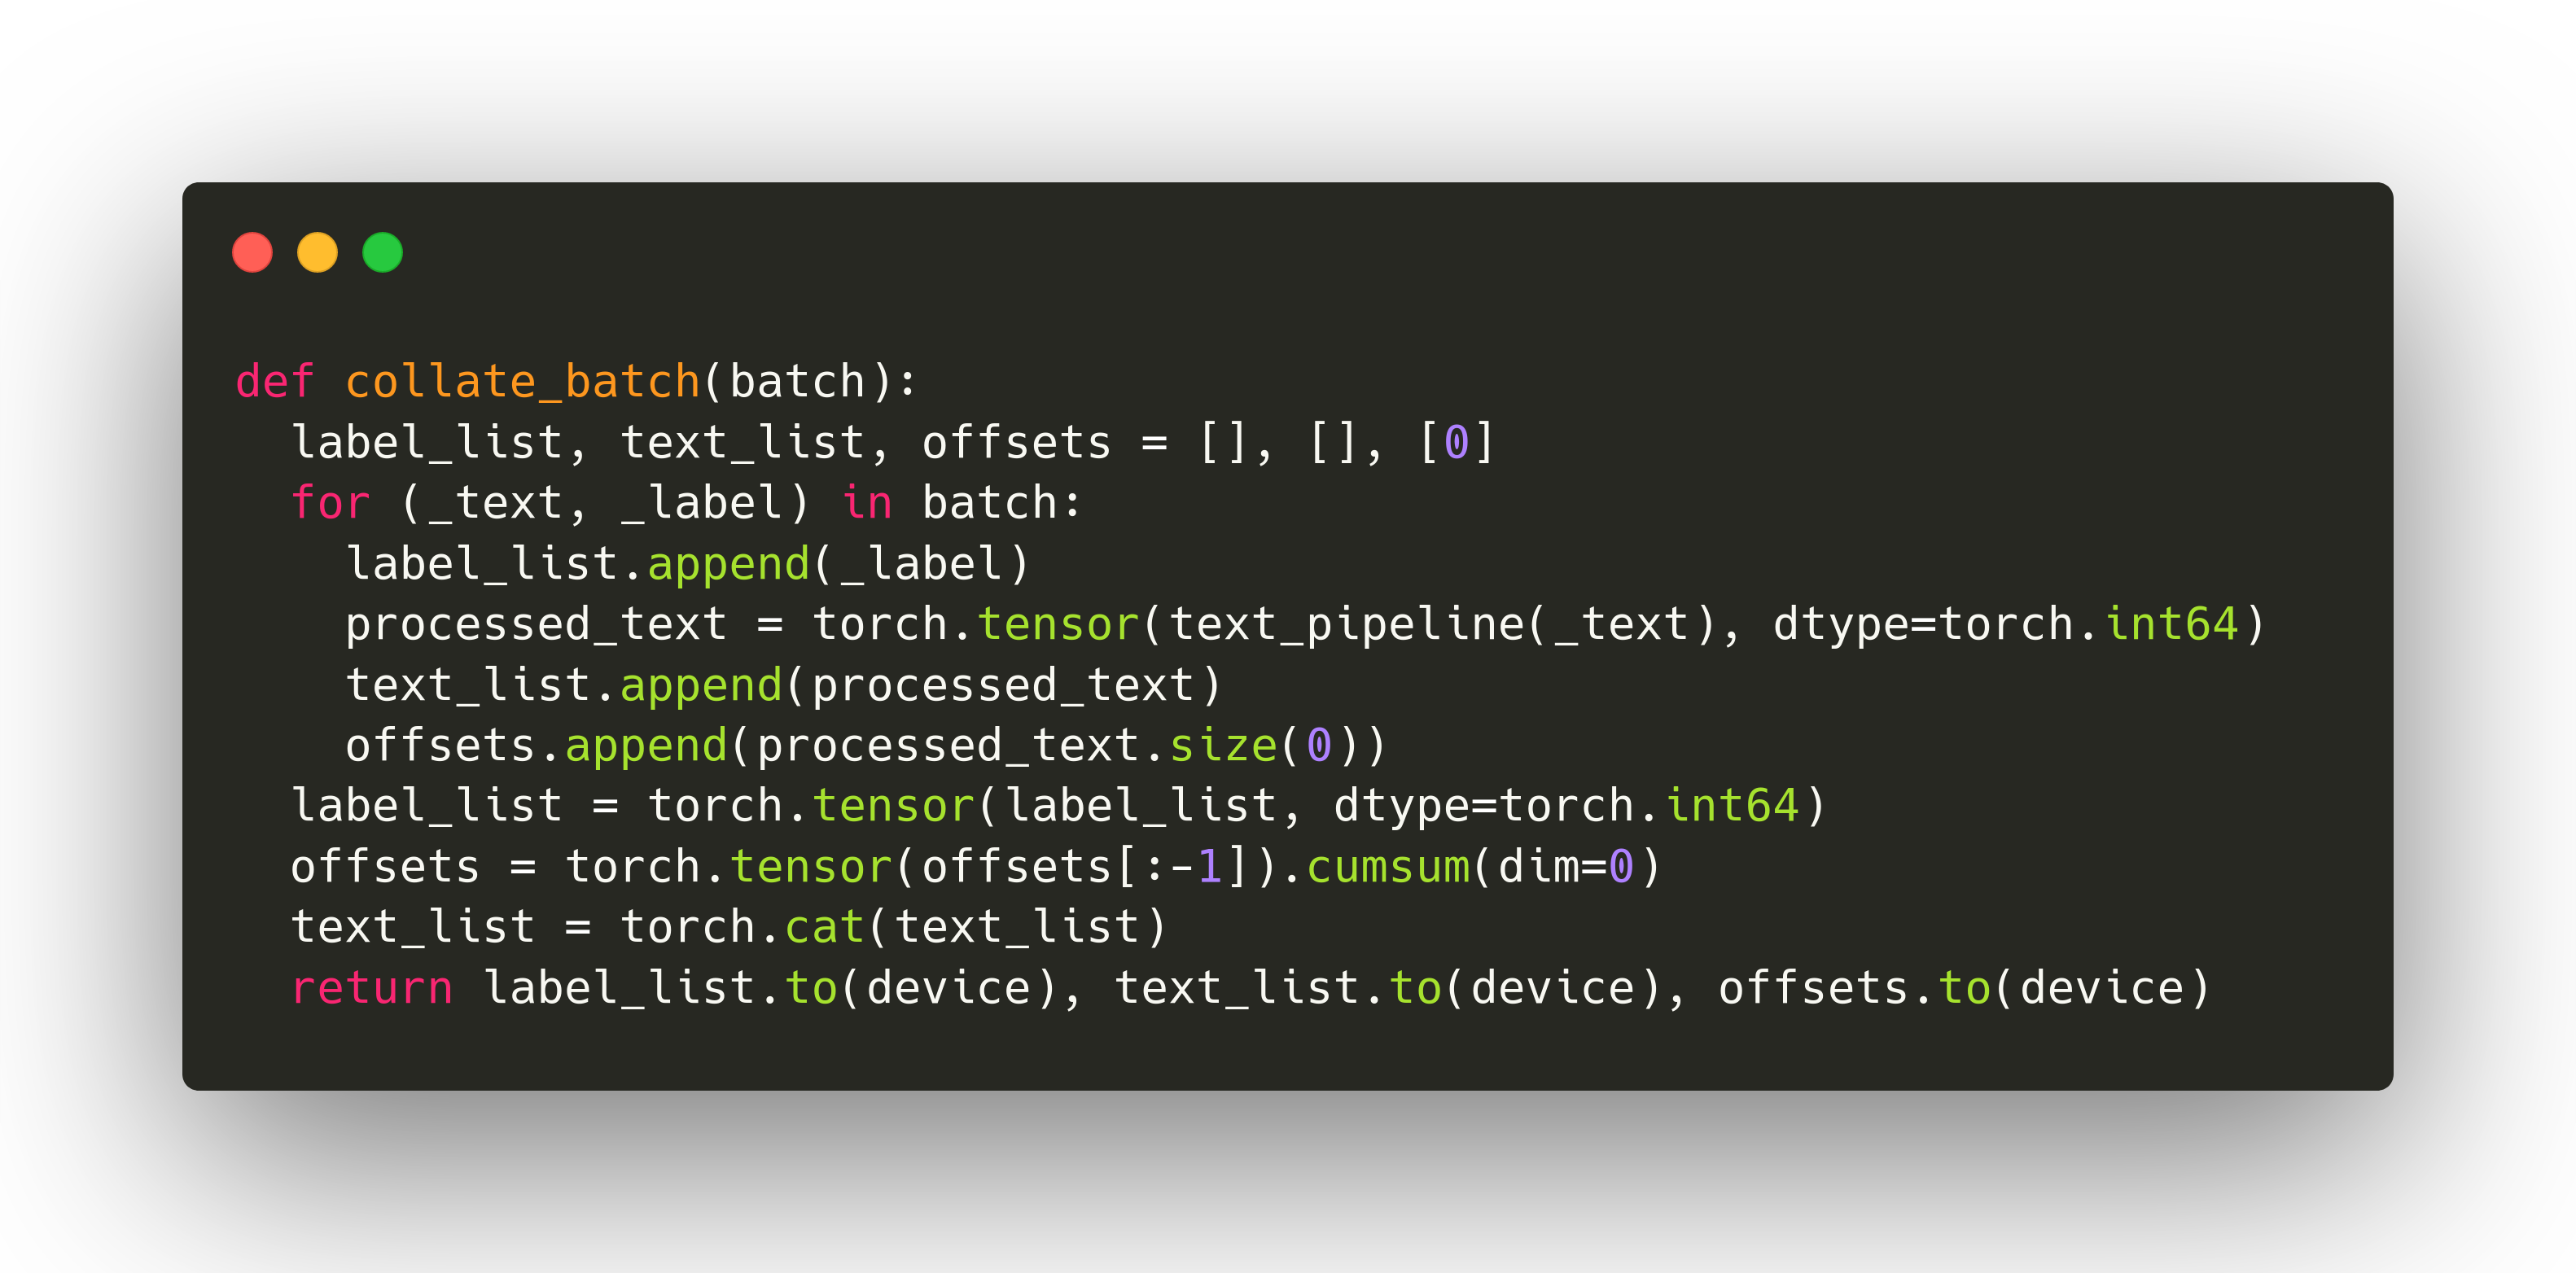 def collate_batch(batch):
  label_list, text_list, offsets = [], [], [0]
  for (_text, _label) in batch:
    label_list.append(_label)
    processed_text = torch.tensor(text_pipeline(_text), dtype=torch.int64)
    text_list.append(processed_text)
    offsets.append(processed_text.size(0))
  label_list = torch.tensor(label_list, dtype=torch.int64)
  offsets = torch.tensor(offsets[:-1]).cumsum(dim=0)
  text_list = torch.cat(text_list)
  return label_list.to(device), text_list.to(device), offsets.to(device)